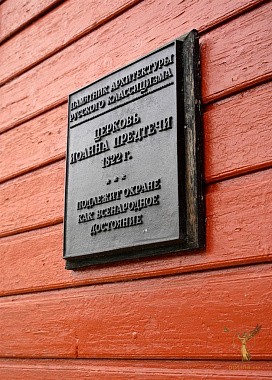 ПАМЯТНИК АРХИТЕКТУРЫ
РУССКОГО КЛАССИЦИЗМА
ЦЕРКОВЬ
ИОАННА ПРЕДТЕЧИ
1822 Г.
* * *
ПОДЛЕЖИТ ОХРАНЕ
КАК ВСЕНАРОДНОЕ
ДОСТОЯНИЕ